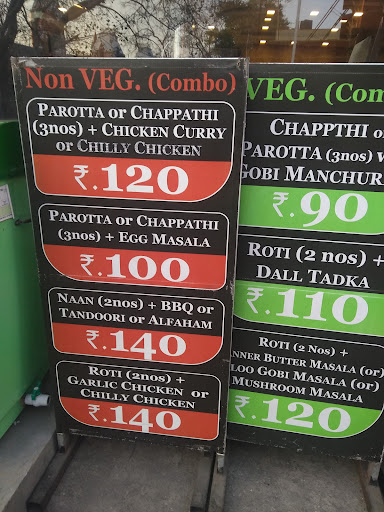 Non VEG. (Combo)
PAROTTA or CHAPPATHI
(3nos) + CHICKEN CURRY
or CHILLY CHICKEN
₹.120
PAROTTA or CHAPPATHI
(3nos) + EGG MASALA
₹.100
NAAN (2nos) + BBQ or
TANDOORI or ALFAHAM
₹.140
ROTI (2nos) +
GARLIC CHICKEN or
CHILLY CHICKEN
₹.140
VEG. (Com
CHAPPTHI o
PAROTTA (3nos) W
GOBI MANCHUR
₹.90
ROTI (2 nos) +
DALL TADKA
₹.110
ROTI (2 Nos) +
NNER BUTTER MASALA (or)
LOO GOBI MASALA (or)
MUSHROOM MASALA
₹.120